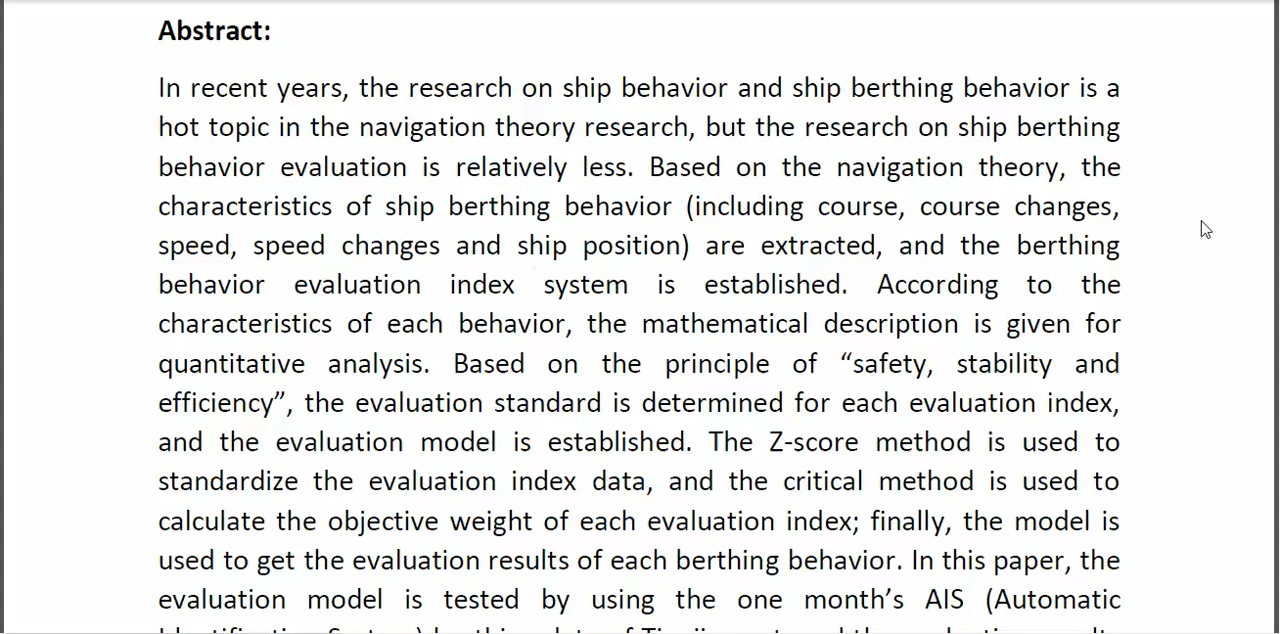 Abstract:
In recent years, the research on ship behavior and ship berthing behavior is a
hot topic in the navigation theory research, but the research on ship berthing
behavior evaluation is relatively less. Based on the navigation theory, the
characteristics of ship berthing behavior (including course, course changes,
speed, speed changes and ship position) are extracted, and the berthing
behavior evaluation index system is established. According to the
characteristics of each behavior, the mathematical description is given for
quantitative analysis. Based on the principle of “safety, stability and
efficiency”, the evaluation standard is determined for each evaluation index,
and the evaluation model is established. The Z-score method is used to
standardize the evaluation index data, and the critical method is used to
calculate the objective weight of each evaluation index; finally, the model is
used to get the evaluation results of each berthing behavior. In this paper, the
evaluation model is tested by using the one month’s AIS (Automatic